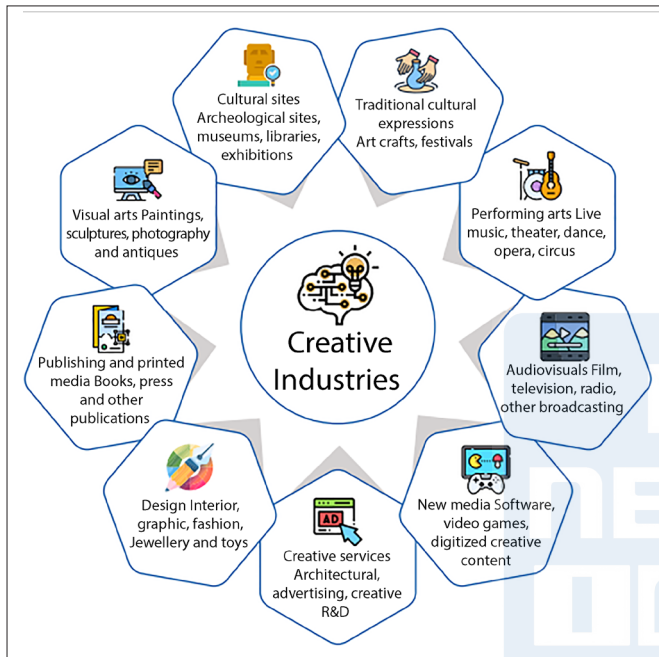 Cultural sites
Archeological sites,
museums, libraries,
exhibitions
Traditional cultural
expressions
Art crafts, festivals
Visual arts Paintings,
sculptures, photography
and antiques
Performing arts Live
music, theater, dance,
opera, circus
Creative
Industries
Publishing and printed
media Books, press
and other
publications
Audiovisuals Film,
television, radio,
other broadcasting
Design Interior,
graphic, fashion,
Jewellery and toys
AD
Creative services
Architectural,
advertising, creative
R&D
New media Software,
video games,
digitized creative
content